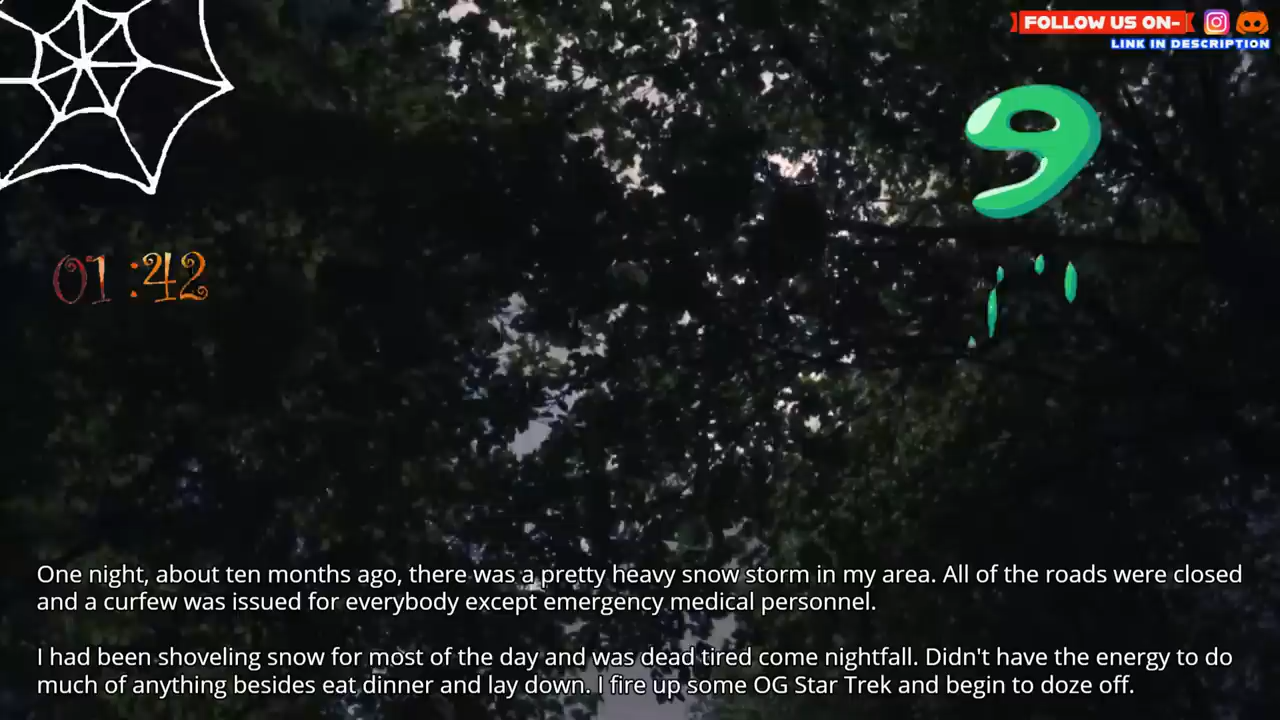 FOLLOW US ON-
LINK IN DESCRIPTION
9
01 :42
One night, about ten months ago, there was a pretty heavy snow storm in my area. All of the roads were closed
and a curfew was issued for everybody except emergency medical personnel.
I had been shoveling snow for most of the day and was dead tired come nightfall. Didn't have the energy to do
much of anything besides eat dinner and lay down. I fire up some OG Star Trek and begin to doze off.